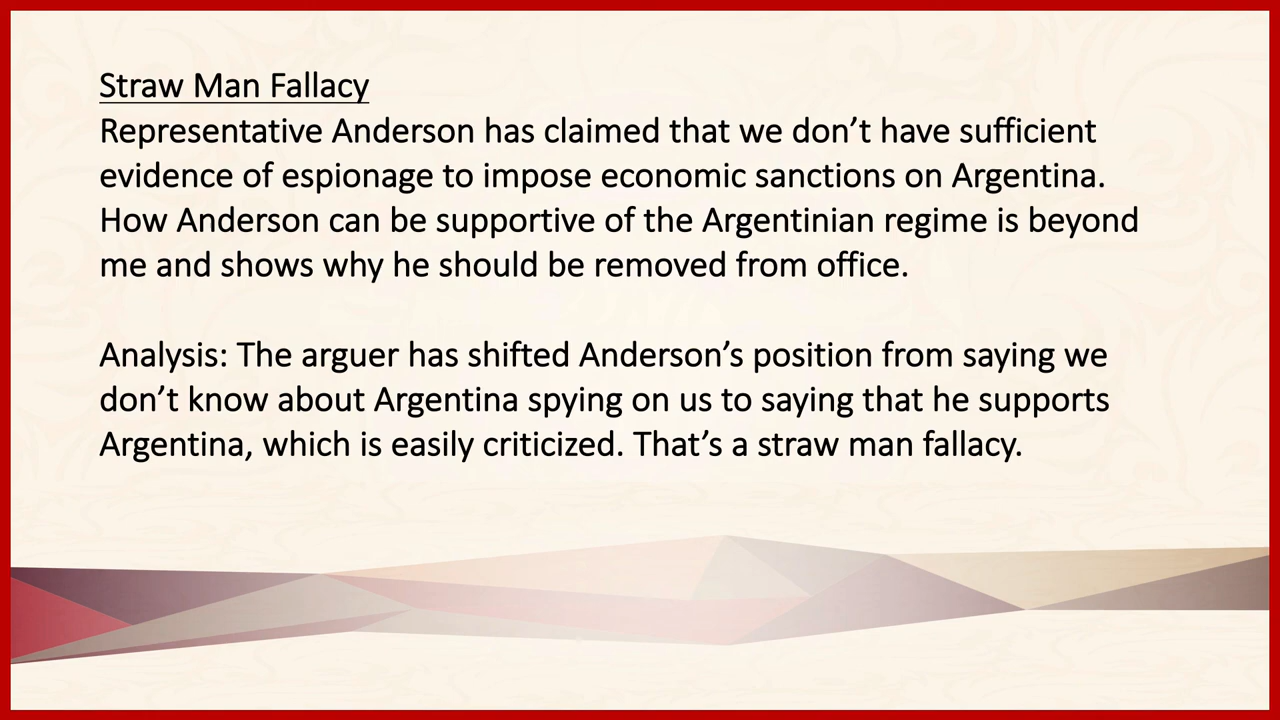 Straw Man Fallacy
Representative Anderson has claimed that we don’t have sufficient
evidence of espionage to impose economic sanctions on Argentina.
How Anderson can be supportive of the Argentinian regime is beyond
me and shows why he should be removed from office.
Analysis: The arguer has shifted Anderson’s position from saying we
don’t know about Argentina spying on us to saying that he supports
Argentina, which is easily criticized. That’s a straw man fallacy.